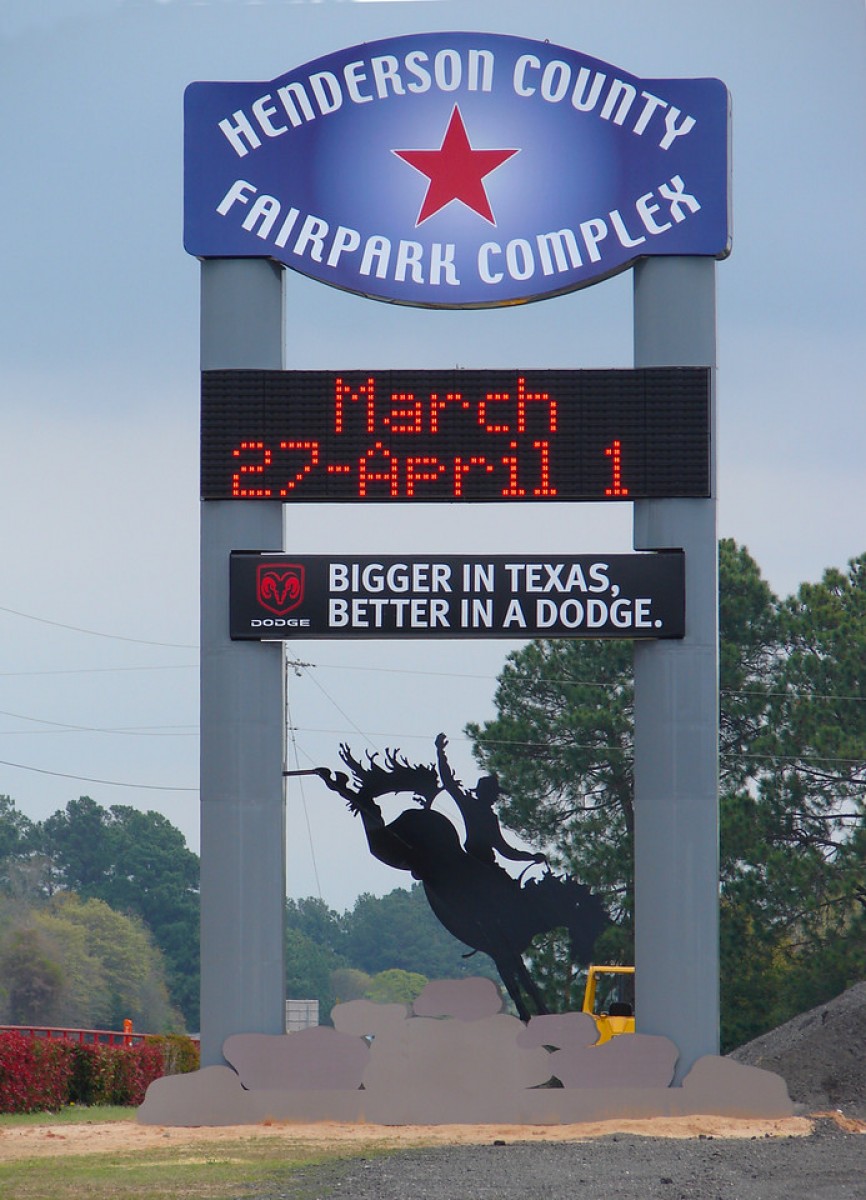 HENDERSON COUNTY
FAIRPARK COMPLEX
March
27-April 1
BIGGER IN TEXAS,
BETTER IN A DODGE.
DODGE